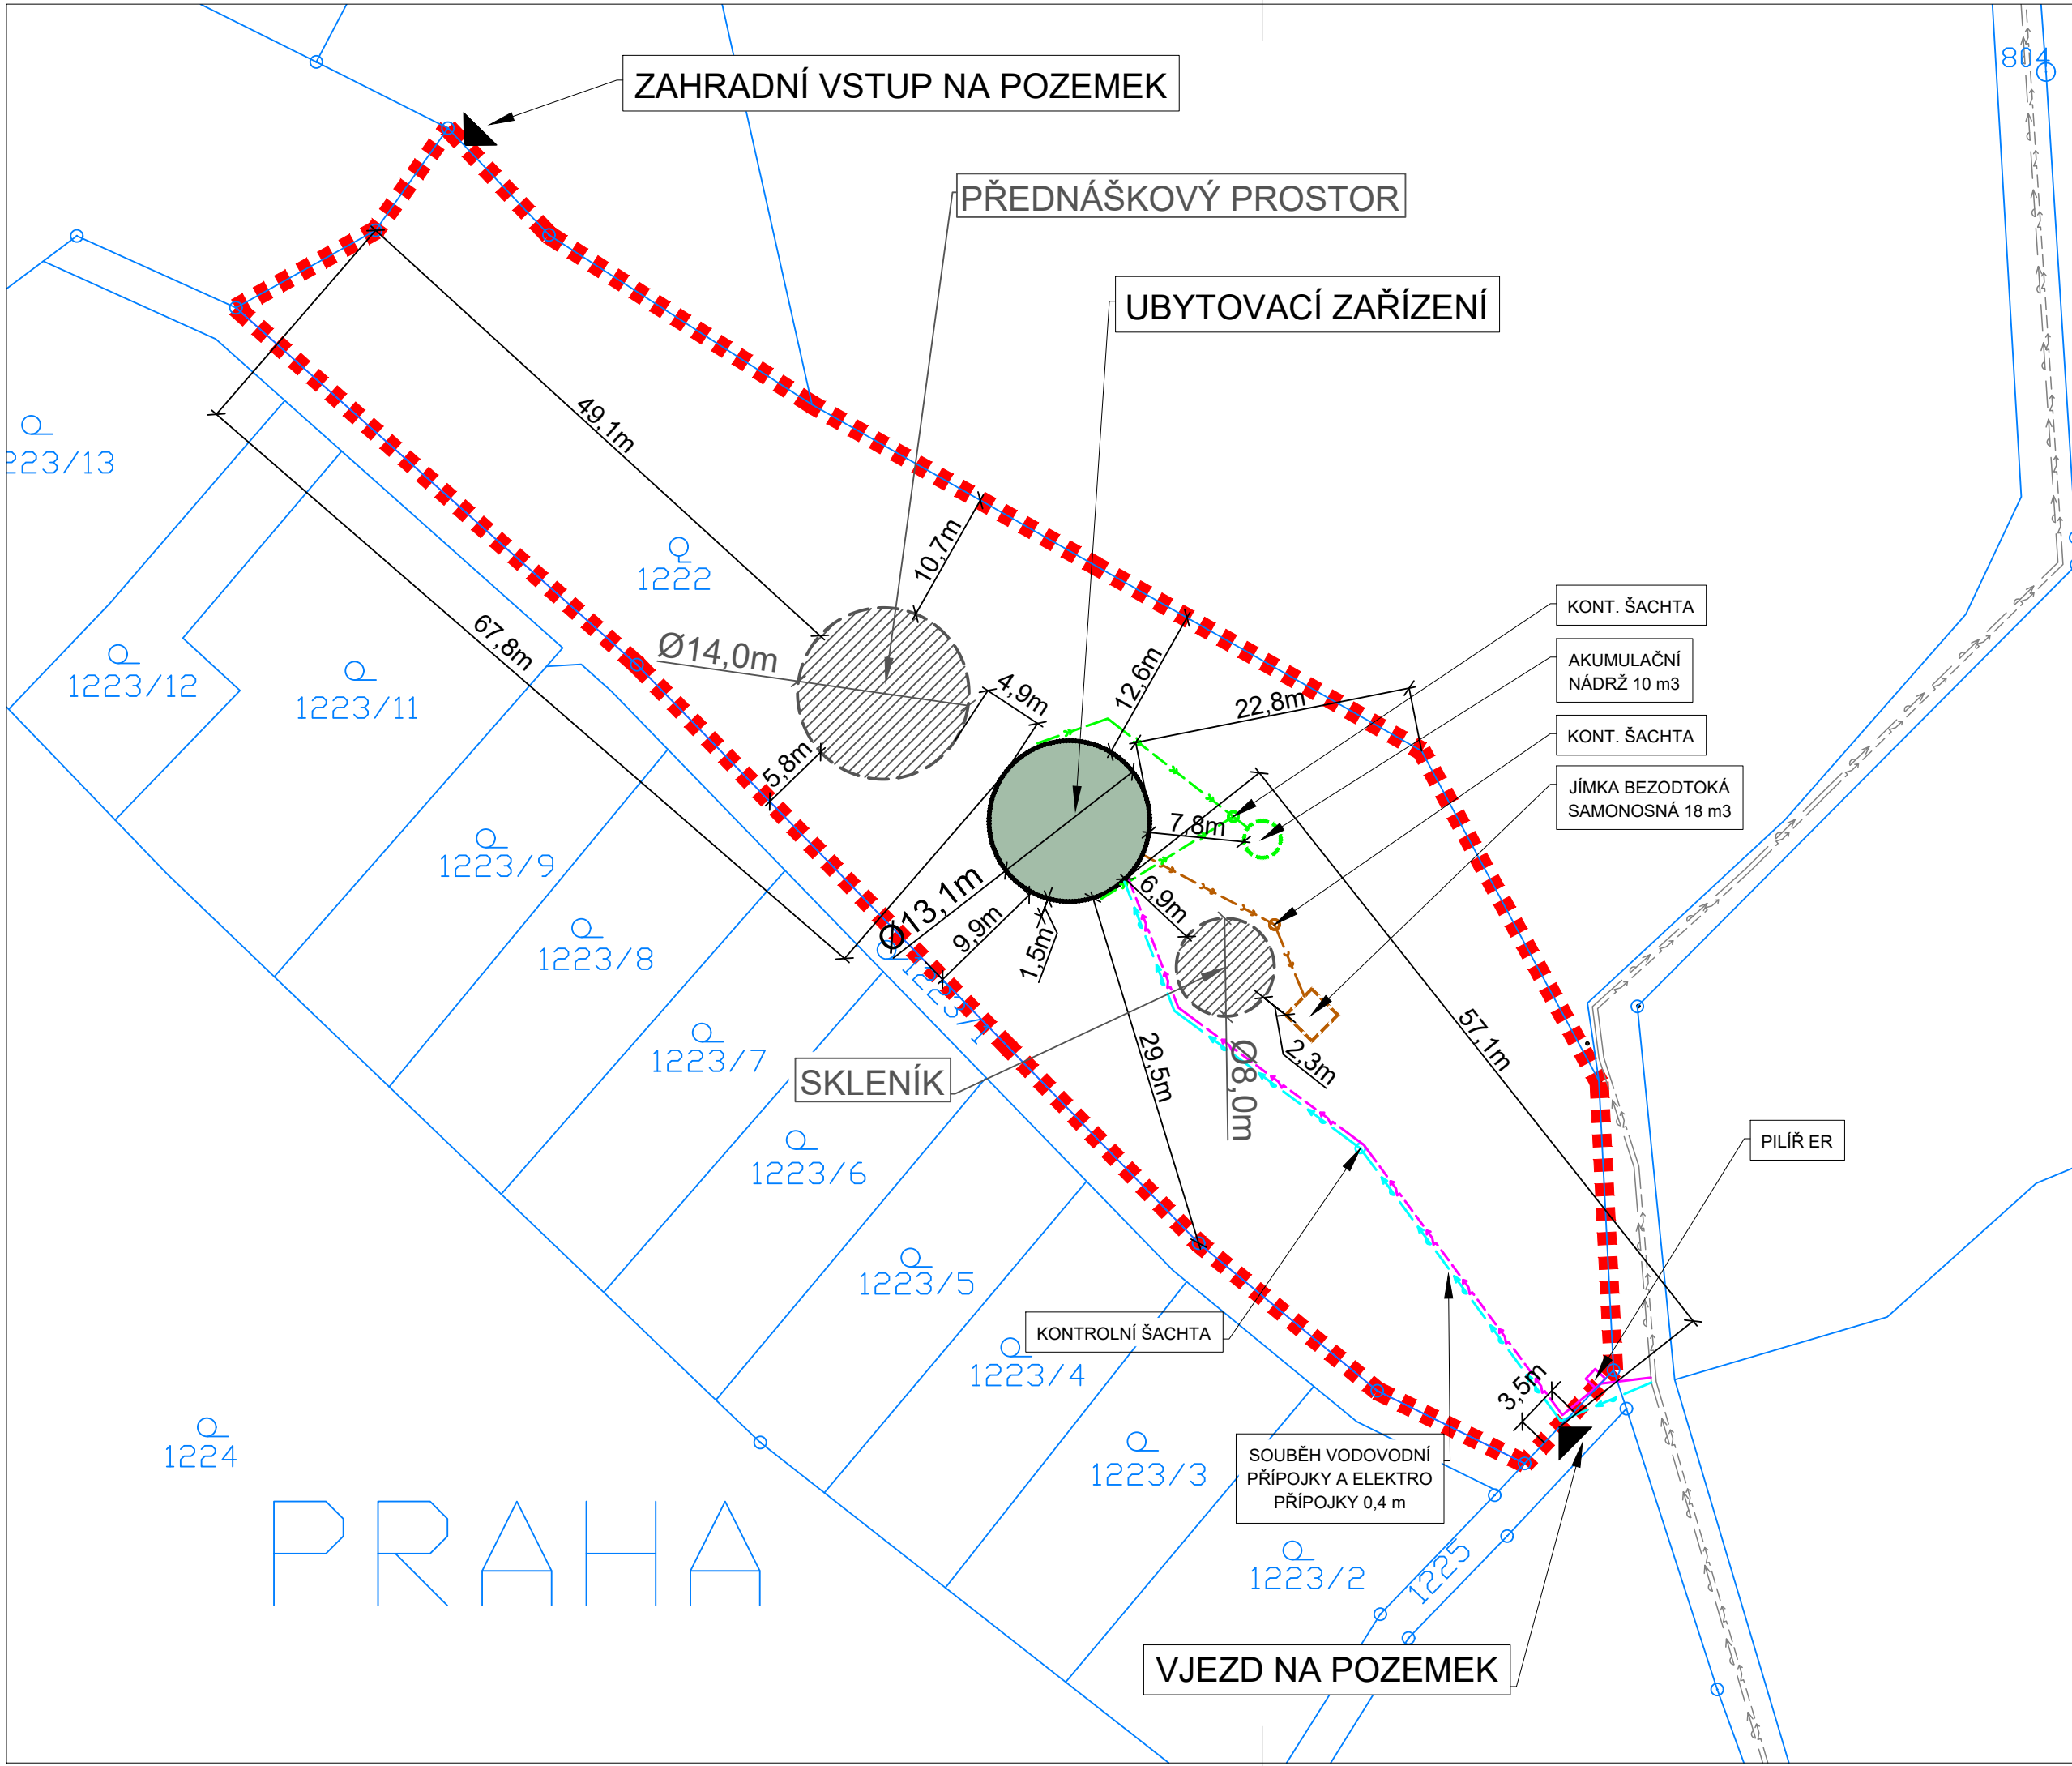 804
ZAHRADNÍ VSTUP NA POZEMEK
PŘEDNÁŠKOVÝ PROSTOR
UBYTOVACÍ ZAŘÍZENÍ
49,1m
223/13
10,7m
1222
KONT. ŠACHTA
67,8m
Ø14,0m
AKUMULAČNÍ
NÁDRŽ 10 m3
1223/12
1223/11
4,9m
12,6m
22,8m
KONT. ŠACHTA
5,8m
JÍMKA BEZODTOKÁ
SAMONOSNÁ 18 m3
7,8m
1223/9
Ø13,1m
6,9m
9,9m
1,5m
1223/8
1223/1
1223/7
57,1m
2,3m
29,5m
Ø8,0m
SKLENÍK
PILÍŘ ER
1223/6
1223/5
KONTROLNÍ ŠACHTA
1223/4
3,5m
1224
1223/3
SOUBĚH VODOVODNÍ
PŘÍPOJKY A ELEKTRO
PŘÍPOJKY 0,4 m
PRAHA
1223/2
1225
VJEZD NA POZEMEK